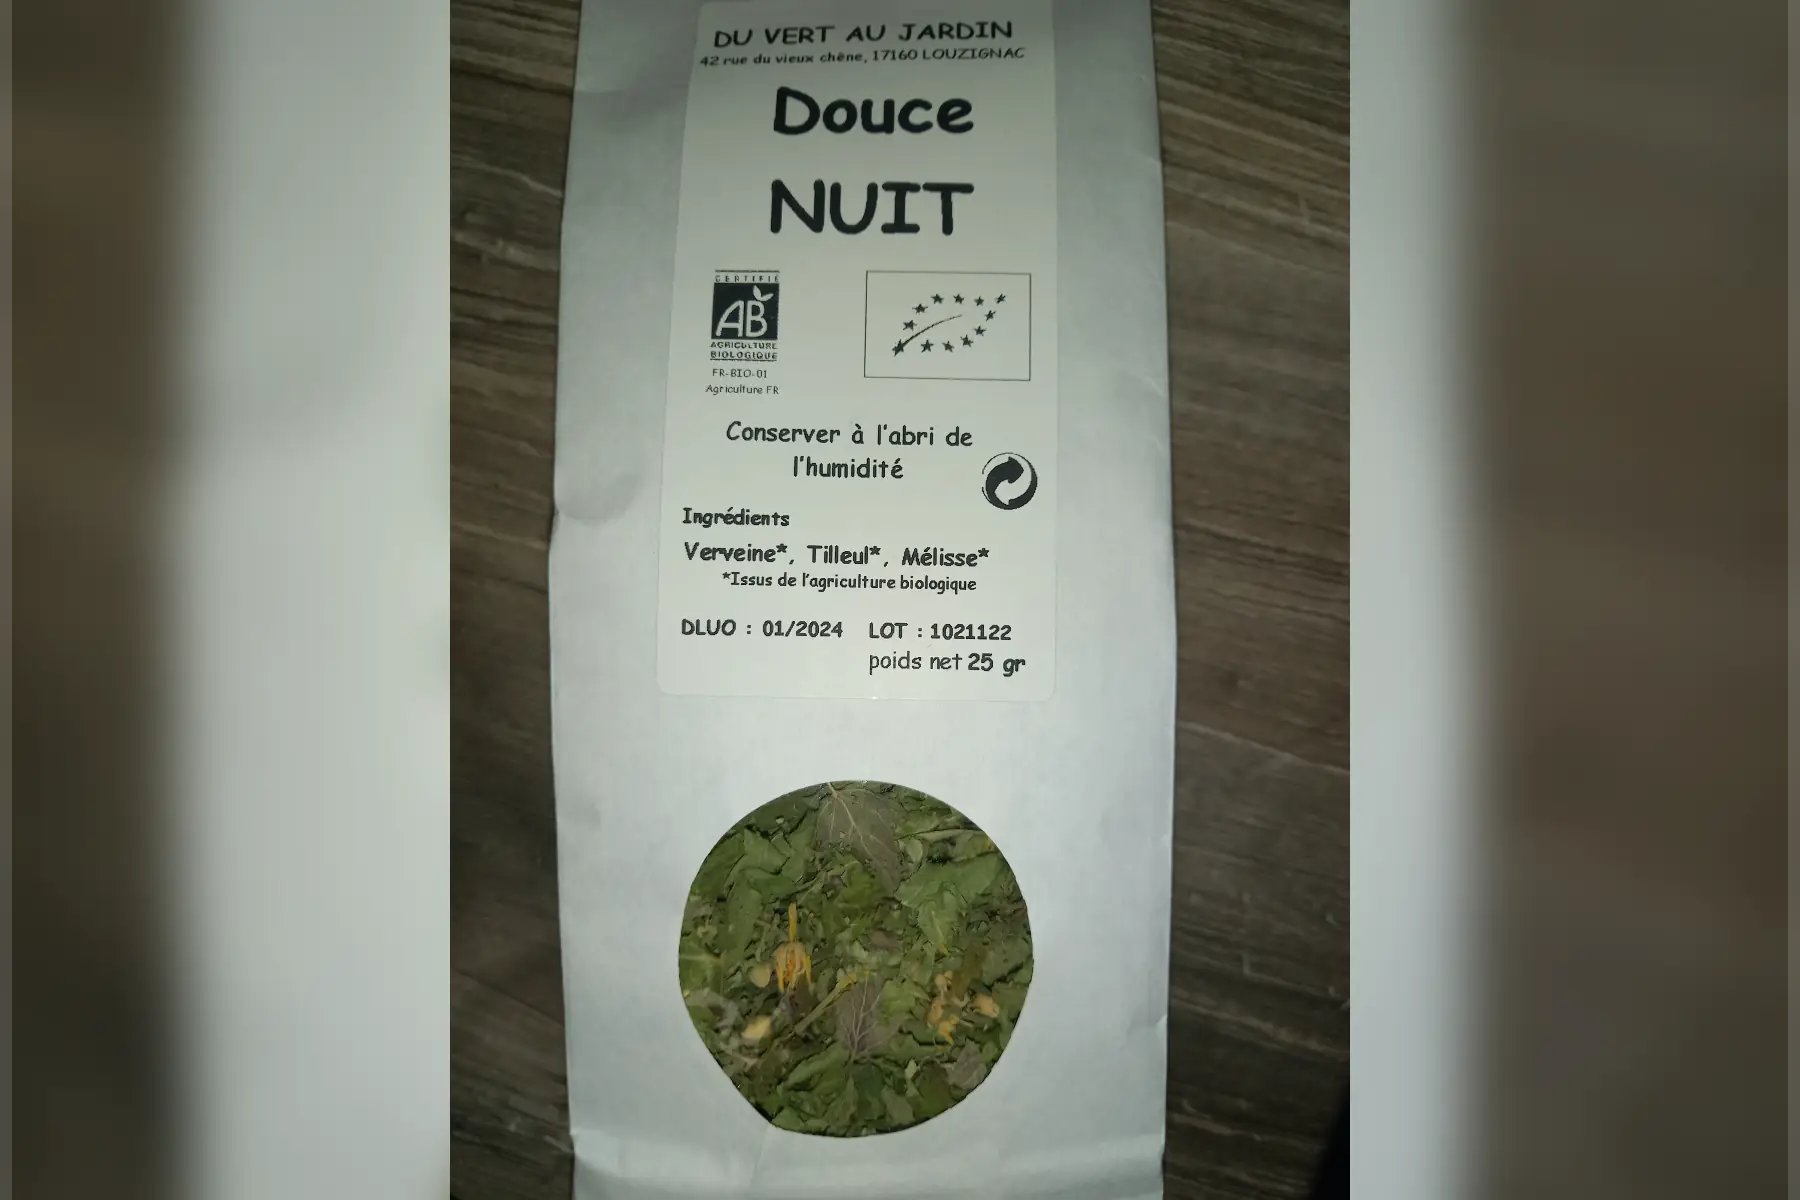 DU VERT AU JARDIN
42 rue du vieux chêne, 17160 LOUZIGNAC
Douce
NUIT
CERTIFIÉ
AB
AGRICULTURE
BIOLOGIQUE
FR-BIO-01
Agriculture FR
Conserver à l'abri de
l'humidité
Ingrédients
Verveine*, Tilleul*, Mélisse*
*Issus de l'agriculture biologique
DLUO : 01/2024 LOT : 1021122
poids net 25 gr